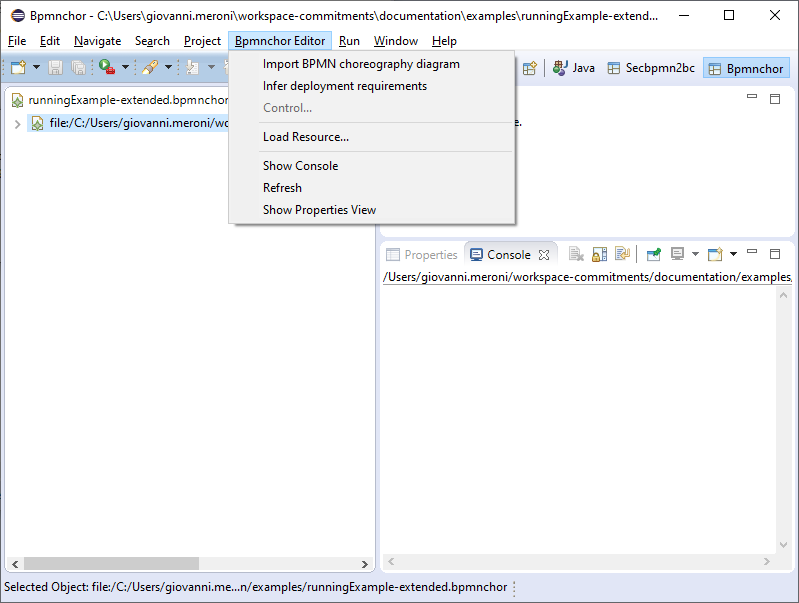 Bpmnchor - C:\Users\giovanni.meroni\workspace-commitments\documentation\examples\runningExample-extended...
File Edit Navigate Search Project Bpmnchor Editor Run Window Help
Java Secbpmn2bc Bpmnchor
Import BPMN choreography diagram
Infer deployment requirements
Control...
Load Resource...
Show Console
Refresh
Show Properties View
runningExample-extended.bpmnchor
file:/C:/Users/giovanni.meroni/wo
e.
Properties Console
/Users/giovanni.meroni/workspace-commitments/documentation/examples/
Selected Object: file:/C:/Users/giovanni.me...n/examples/runningExample-extended.bpmnchor